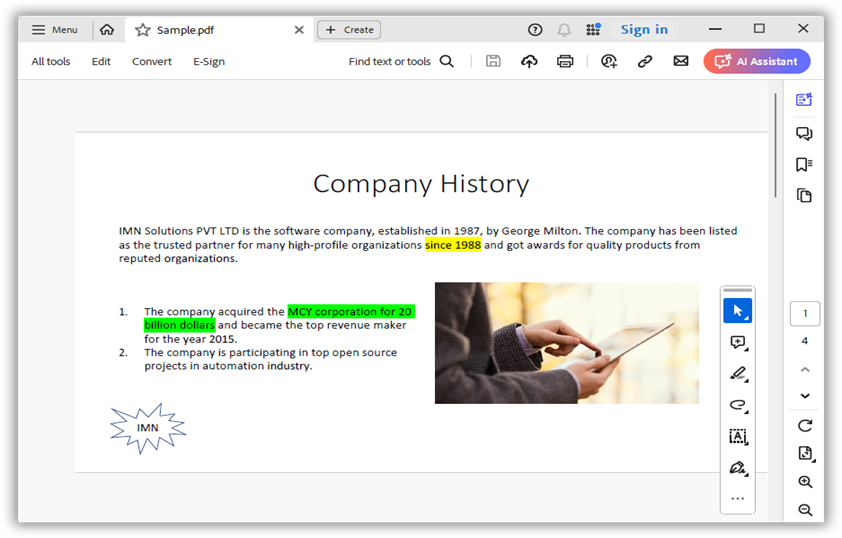 Menu
Sample.pdf
Create
Sign in
All tools
Edit
Convert
E-Sign
Find text or tools
AI Assistant
Company History
IMN Solutions PVT LTD is the software company, established in 1987, by George Milton. The company has been listed
as the trusted partner for many high-profile organizations since 1988 and got awards for quality products from
reputed organizations.
1. The company acquired the MCY corporation for 20
billion dollars and became the top revenue maker
for the year 2015.
2. The company is participating in top open source
projects in automation industry.
IMN
1
4